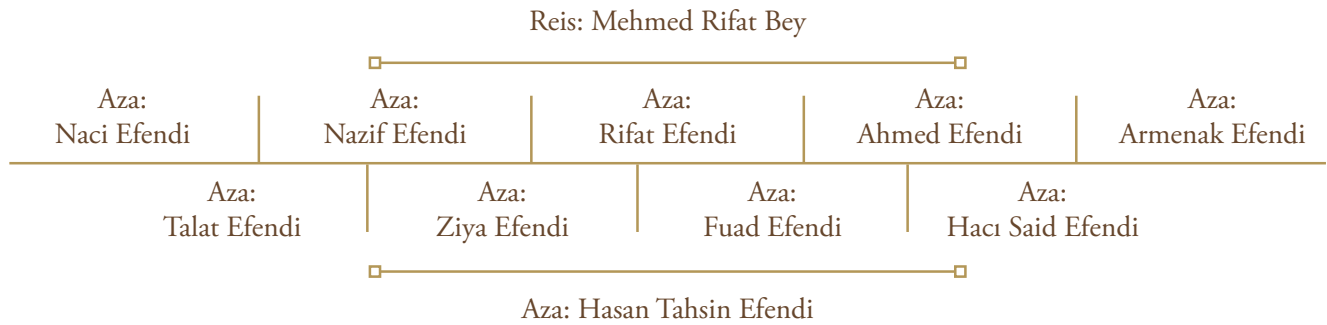 Reis: Mehmed Rifat Bey
Aza:
Naci Efendi
Aza:
Nazif Efendi
Aza:
Rifat Efendi
Aza:
Ahmed Efendi
Aza:
Armenak Efendi
Aza:
Talat Efendi
Aza:
Ziya Efendi
Aza:
Fuad Efendi
Aza:
Hacı Said Efendi
Aza: Hasan Tahsin Efendi